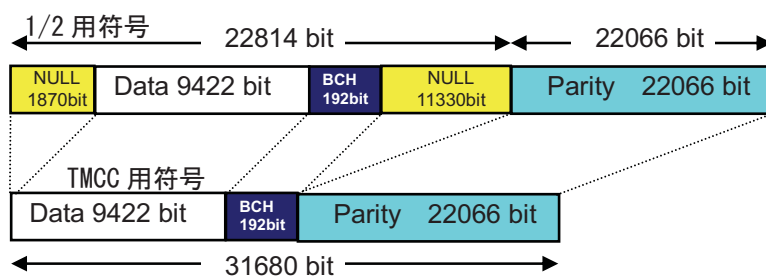 1/2 用符号
22814 bit
22066 bit
NULL
1870bit
Data 9422 bit
BCH
192bit
NULL
11330bit
Parity 22066 bit
TMCC 用符号
Data 9422 bit
BCH
192bit
Parity 22066 bit
31680 bit